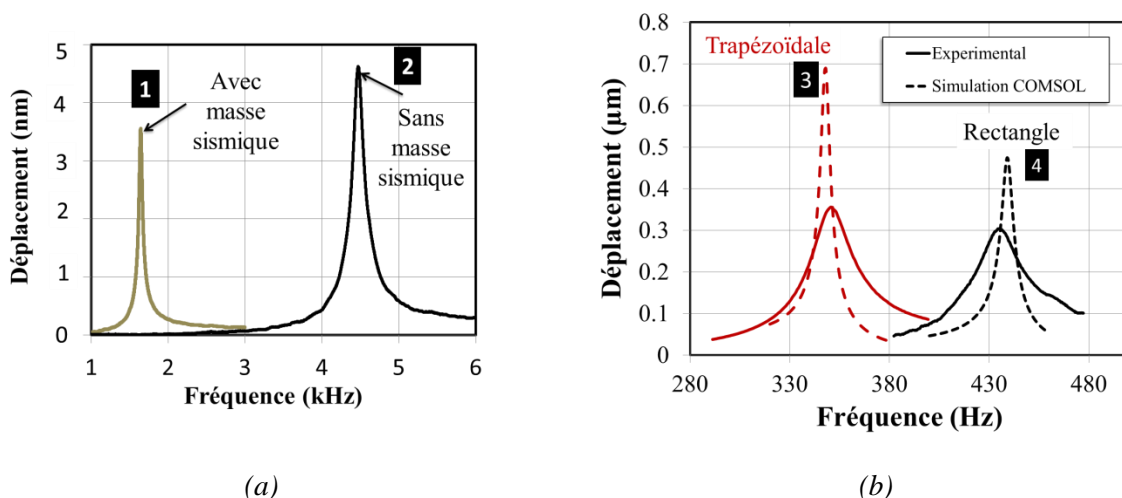 5
4
3
2
1
0
1
2
3
4
5
6
Déplacement (nm)
Fréquence (kHz)
1
Avec
masse
sismique
2
Sans
masse
sismique
(a)
0.8
0.7
0.6
0.5
0.4
0.3
0.2
0.1
0
280
330
380
430
480
Déplacement (µm)
Fréquence (Hz)
Trapézoïdale
3
Experimental
Simulation COMSOL
Rectangle
4
(b)